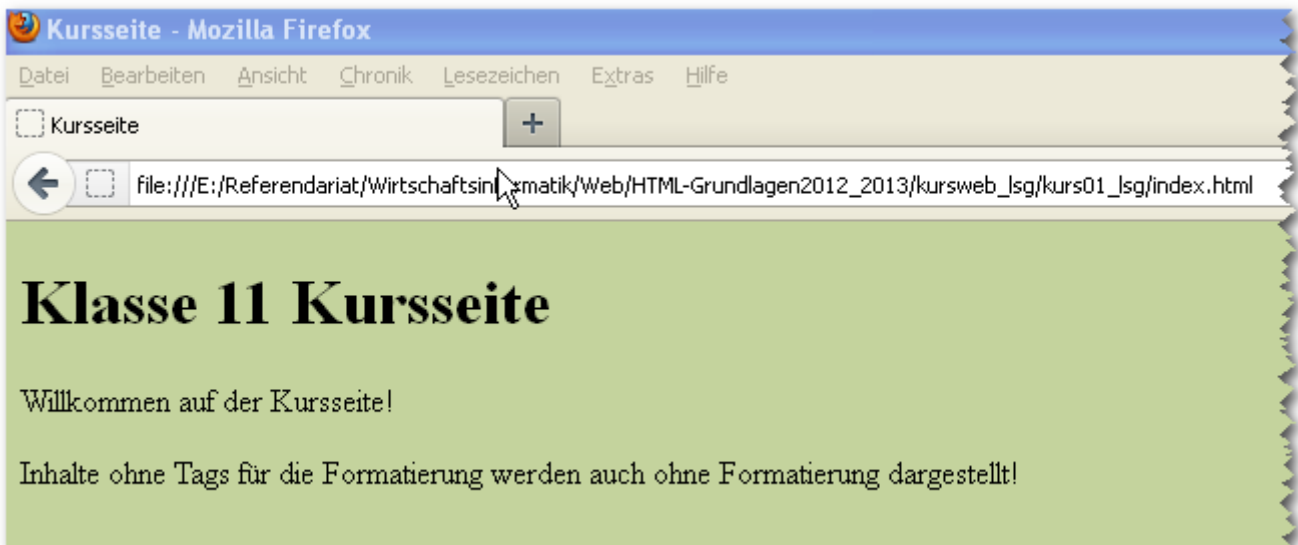 Kursseite - Mozilla Firefox
Datei Bearbeiten Ansicht Chronik Lesezeichen Extras Hilfe
Kursseite +
file:///E:/Referendariat/Wirtschaftsinformatik/Web/HTML-Grundlagen2012_2013/kursweb_lsg/kurs01_lsg/index.html
Klasse 11 Kursseite
Willkommen auf der Kursseite!
Inhalte ohne Tags für die Formatierung werden auch ohne Formatierung dargestellt!